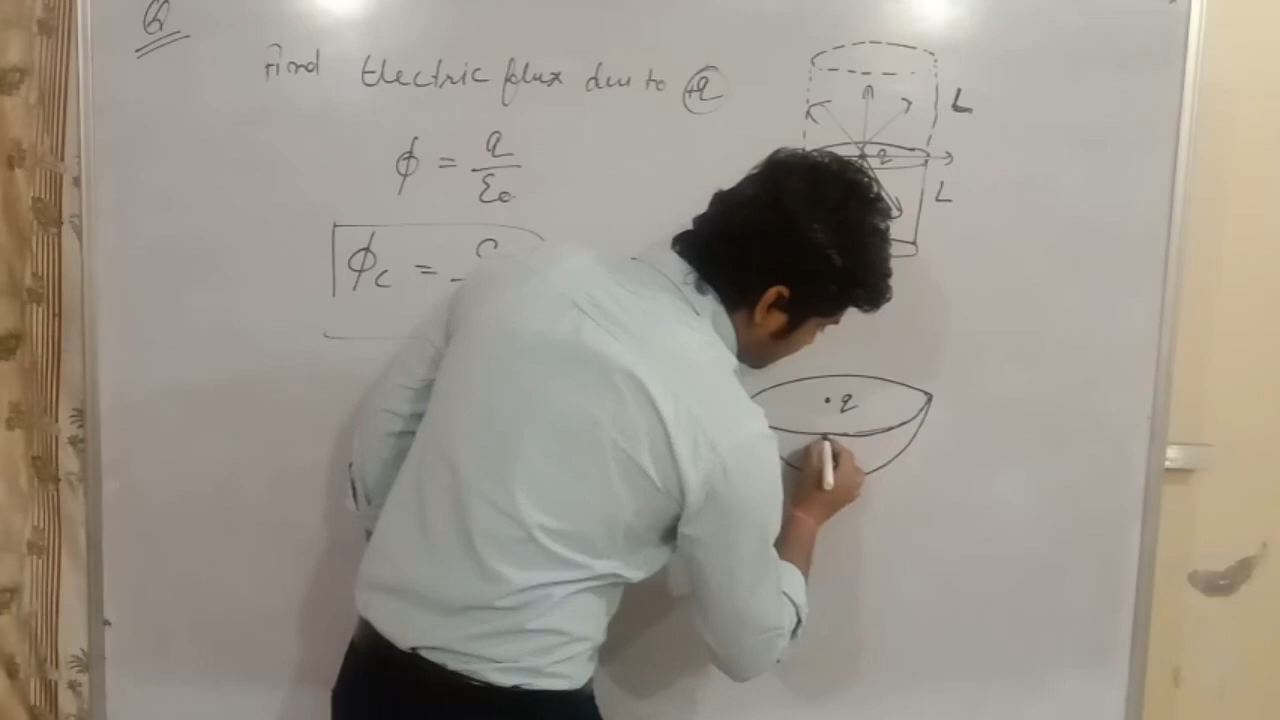 Q
Find Electric flux due to +q
ϕ = q/ε₀
ϕc =
L
q
L
q